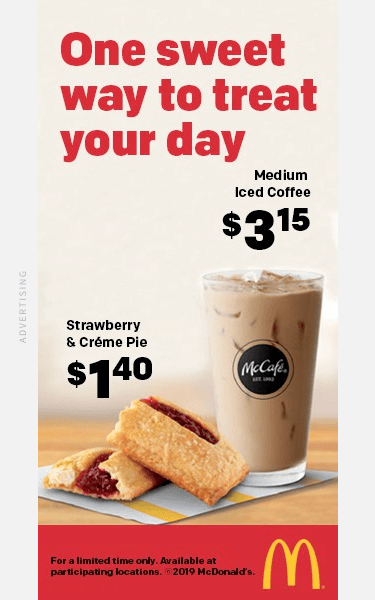 One sweet
way to treat
your day
Medium
Iced Coffee
$315
ADVERTISING
Strawberry
& Créme Pie
$140
McCafé
EST. 1993
For a limited time only. Available at
participating locations. ©2019 McDonald's.